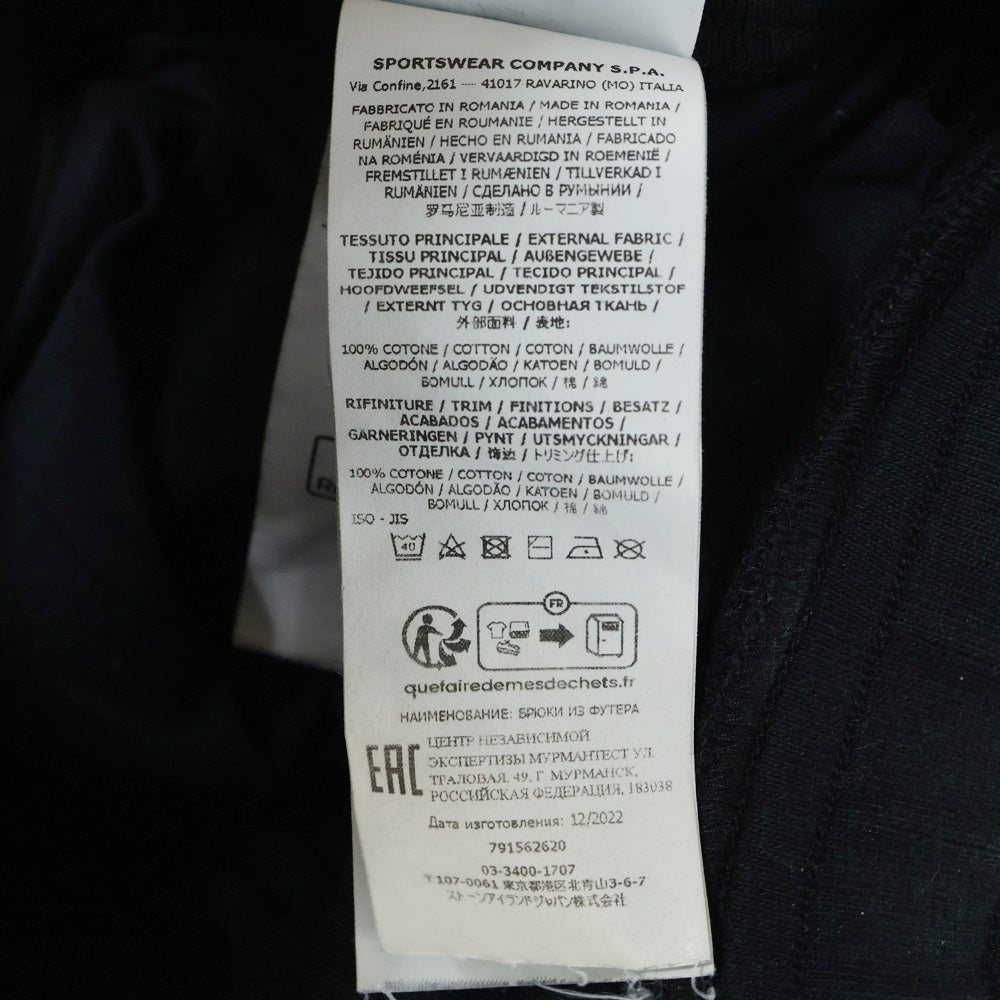 SPORTSWEAR COMPANY S.P.A.
Via Confine,2161 ---- 41017 RAVARINO (MO) ITALIA
FABBRICATO IN ROMANIA / MADE IN ROMANIA /
FABRIQUÉ EN ROUMANIE / HERGESTELLT IN
RUMÄNIEN / HECHO EN RUMANIA / FABRICADO
NA ROMÉNIA / VERVAARDIGD IN ROEMENIË /
FREMSTILLET I RUMÆNIEN / TILLVERKAD I
RUMÄNIEN / СДЕЛАНО В РУМЫНИИ /
罗马尼亚制造 / ルーマニア製
TESSUTO PRINCIPALE / EXTERNAL FABRIC /
TISSU PRINCIPAL / AUßENGEWEBE /
TEJIDO PRINCIPAL / TECIDO PRINCIPAL /
HOOFDWEEFSEL / UDVENDIGT TEKSTILSTOF
/ EXTERNT TYG / ОСНОВНАЯ ТКАНЬ /
外部面料 / 表地:
100% COTONE / COTTON / COTON / BAUMWOLLE /
ALGODÓN / ALGODÃO / KATOEN / BOMULD /
BOMULL / ХЛОПОК / 棉 / 綿
RIFINITURE / TRIM / FINITIONS / BESATZ /
ACABADOS / ACABAMENTOS /
GARNERINGEN / PYNT / UTSMYCKNINGAR /
ОТДЕЛКА / 饰边 / トリミング仕上げ:
100% COTONE / COTTON / COTON / BAUMWOLLE /
ALGODÓN / ALGODÃO / KATOEN / BOMULD /
BOMULL / ХЛОПОК / 棉 / 綿
ISO - JIS
40
FR
quefairedemesdechets.fr
НАИМЕНОВАНИЕ: БРЮКИ ИЗ ФУТЕРА
EAC
ЦЕНТР НЕЗАВИСИМОЙ
ЭКСПЕРТИЗЫ МУРМАНТЕСТ УЛ.
ТРАЛОВАЯ, 49, Г МУРМАНСК,
РОССИЙСКАЯ ФЕДЕРАЦИЯ, 183038
Дата изготовления: 12/2022
791562620
03-3400-1707
〒107-0061 東京都港区北青山3-6-7
ストーンアイランドジャパン株式会社